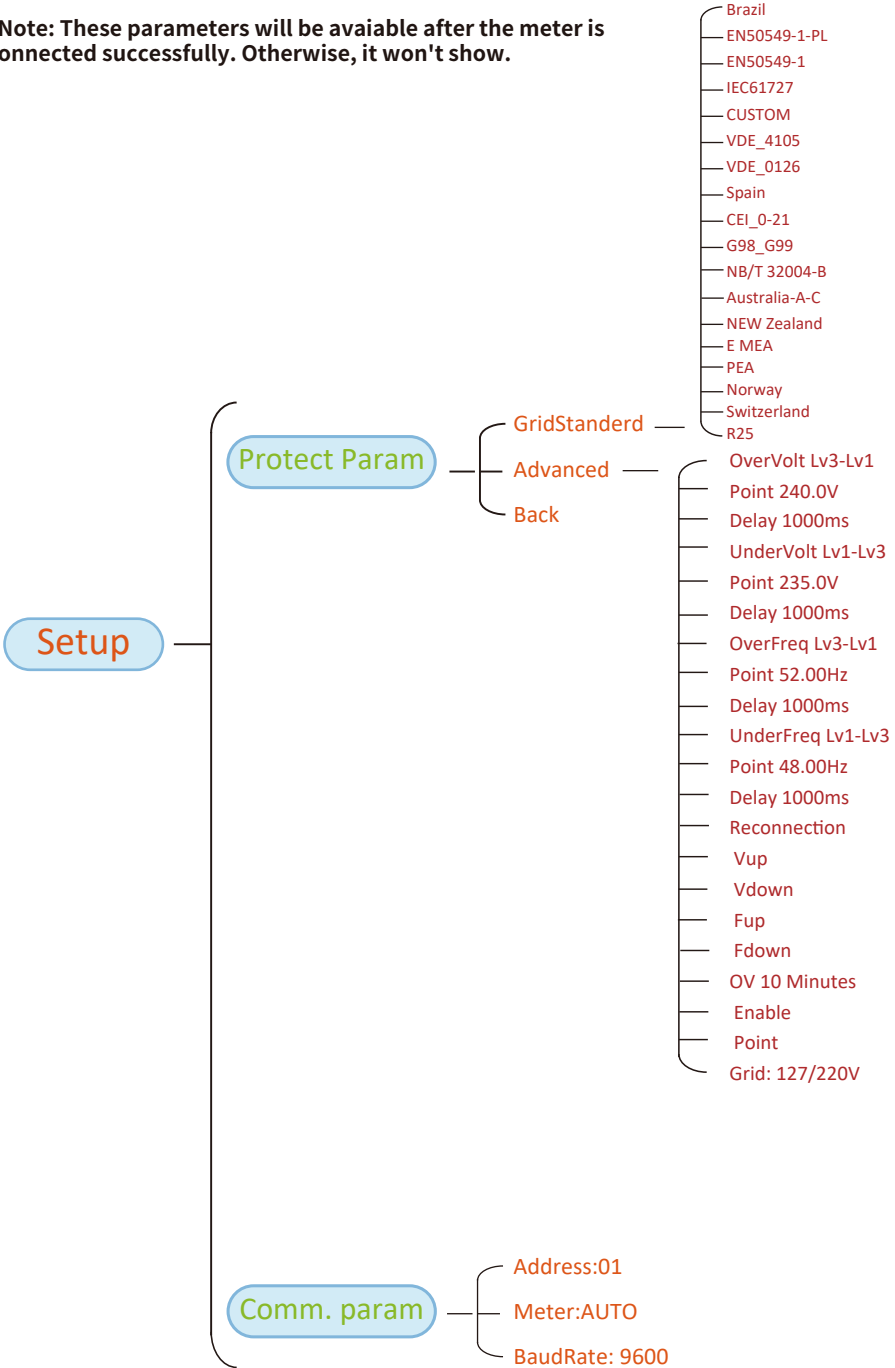 Note: These parameters will be avaiable after the meter is
onnected successfully. Otherwise, it won't show.
Setup
Protect Param
GridStanderd
Brazil
EN50549-1-PL
EN50549-1
IEC61727
CUSTOM
VDE_4105
VDE_0126
Spain
CEI_0-21
G98_G99
NB/T 32004-B
Australia-A-C
NEW Zealand
E MEA
PEA
Norway
Switzerland
R25
Advanced
OverVolt Lv3-Lv1
Point 240.0V
Delay 1000ms
UnderVolt Lv1-Lv3
Point 235.0V
Delay 1000ms
OverFreq Lv3-Lv1
Point 52.00Hz
Delay 1000ms
UnderFreq Lv1-Lv3
Point 48.00Hz
Delay 1000ms
Reconnection
Vup
Vdown
Fup
Fdown
OV 10 Minutes
Enable
Point
Grid: 127/220V
Back
Comm. param
Address:01
Meter:AUTO
BaudRate: 9600